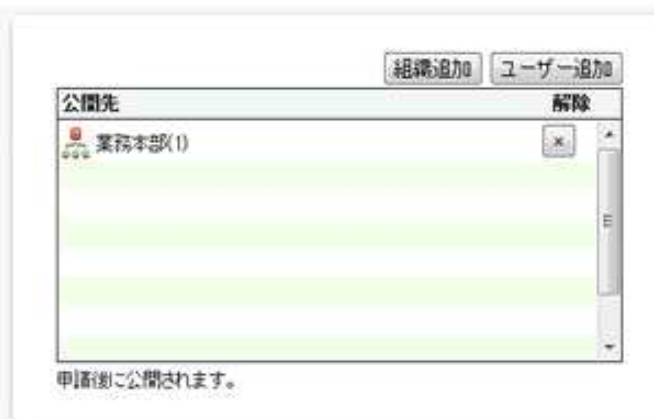 組織追加 ユーザー追加
公開先 解除
業務本部(1) ×
申請後に公開されます。